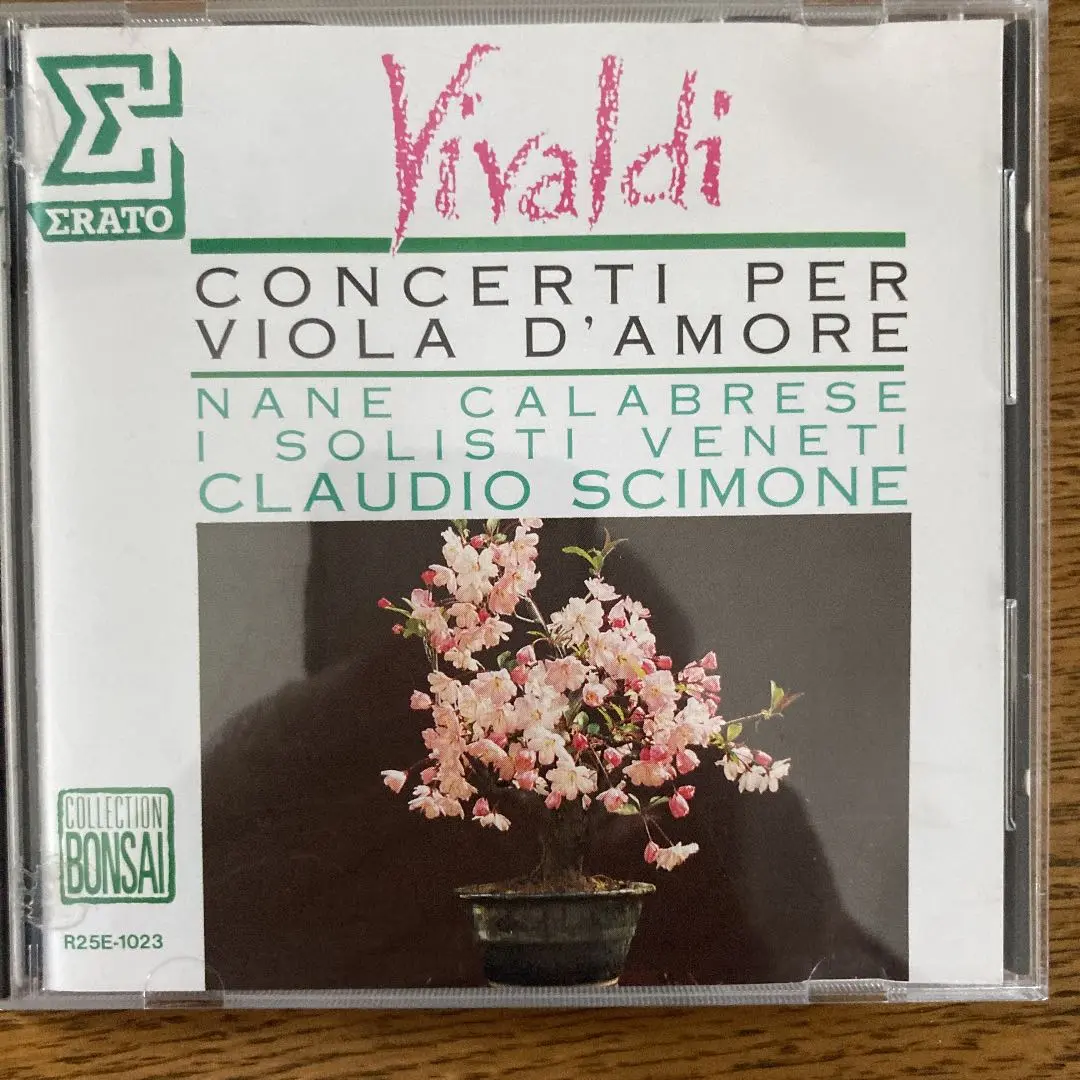 Vivaldi
ΣRATO
CONCERTI PER
VIOLA D'AMORE
NANE CALABRESE
I SOLISTI VENETI
CLAUDIO SCIMONE
COLLECTION
BONSAI
R25E-1023